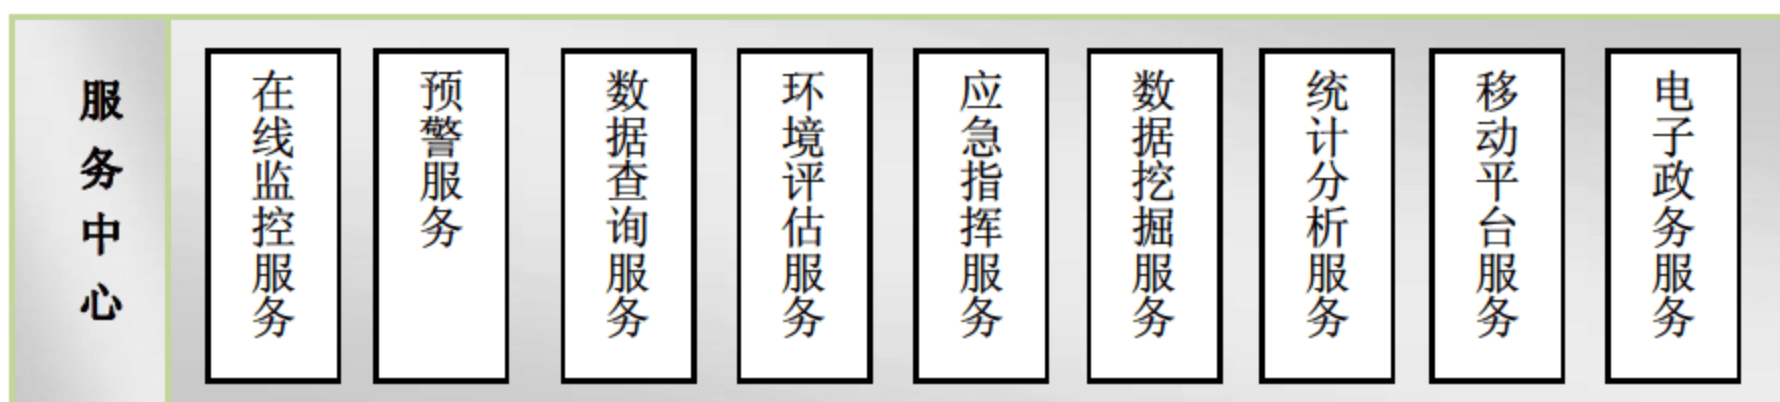 服务中心
在线监控服务
预警服务
数据查询服务
环境评估服务
应急指挥服务
数据挖掘服务
统计分析服务
移动平台服务
电子政务服务